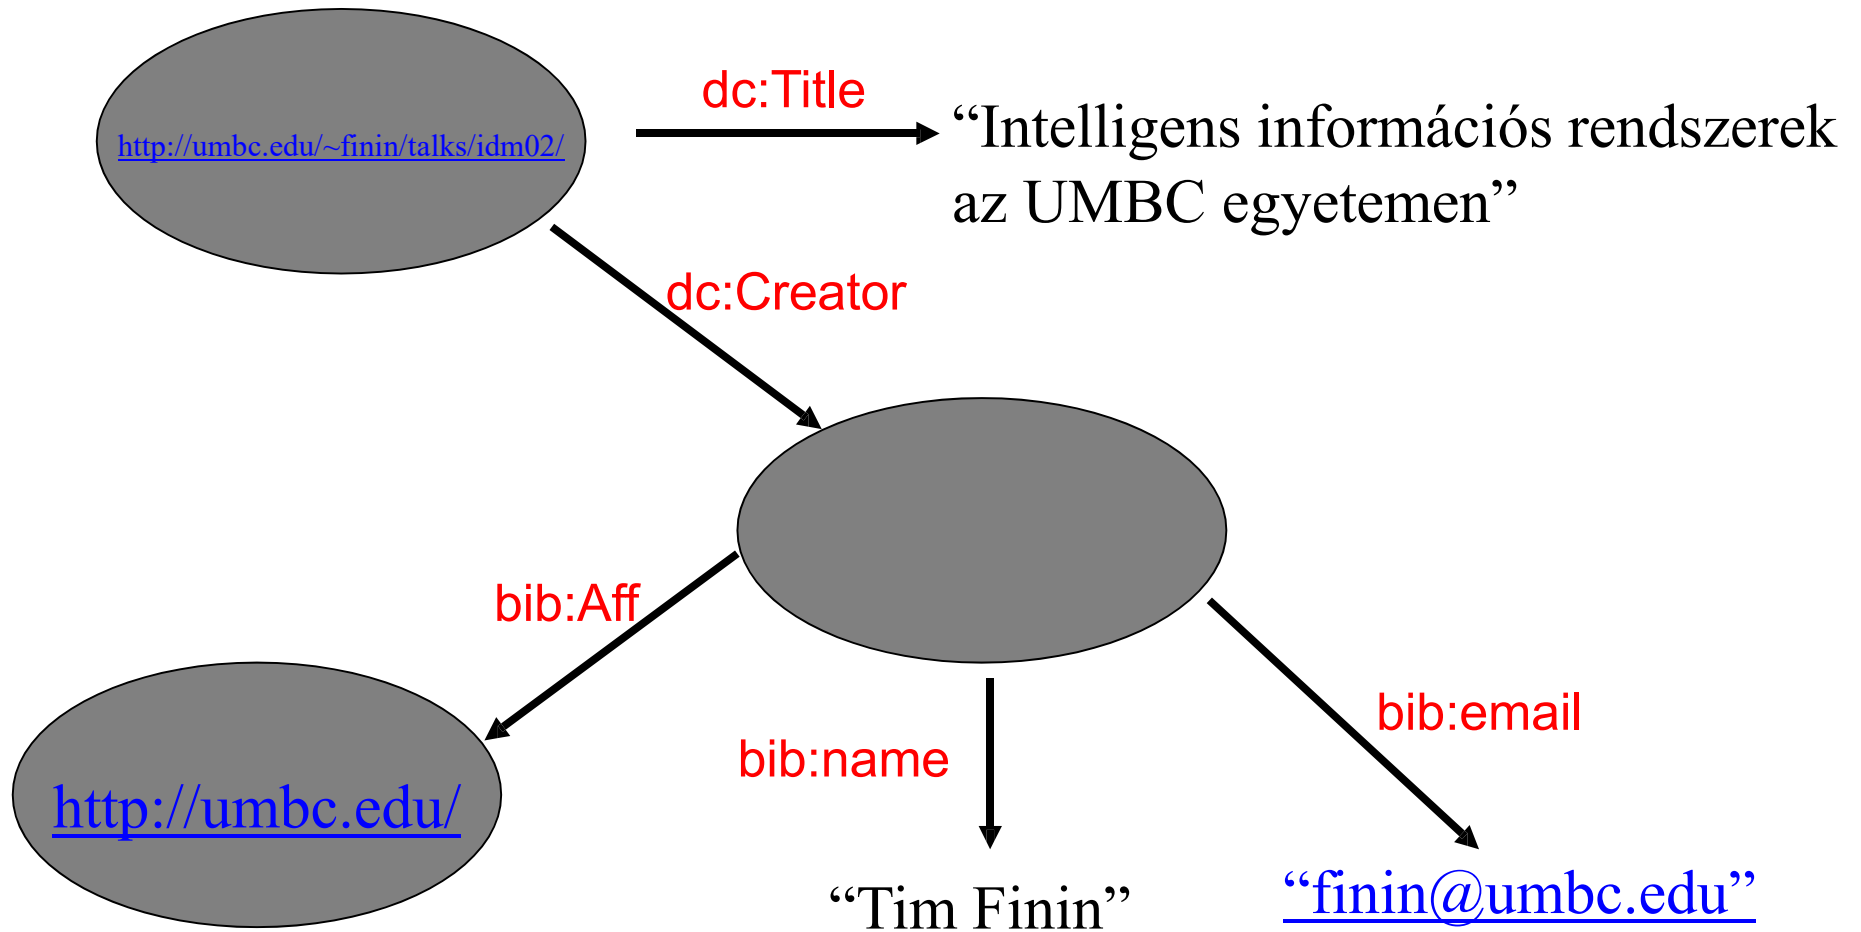 dc:Title
http://umbc.edu/~finin/talks/idm02/
“Intelligens információs rendszerek
az UMBC egyetemen”
dc:Creator
bib:Aff
bib:email
bib:name
http://umbc.edu/
“Tim Finin”
“finin@umbc.edu”